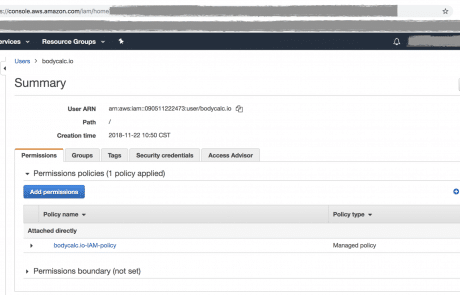 s://console.aws.amazon.com/iam/home
ervices Resource Groups
Users bodycalc.io
Summary
User ARN arn:aws:iam::090511222473:user/bodycalc.io
Path /
Creation time 2018-11-22 10:50 CST
Permissions Groups Tags Security credentials Access Advisor
Permissions policies (1 policy applied)
Add permissions
Policy name Policy type
Attached directly
bodycalc.io-IAM-policy Managed policy
Permissions boundary (not set)